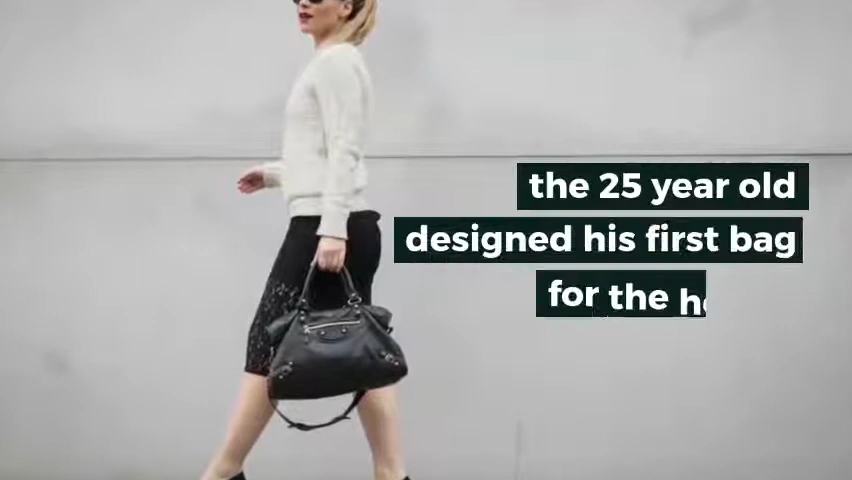 the 25 year old
designed his first bag
for the